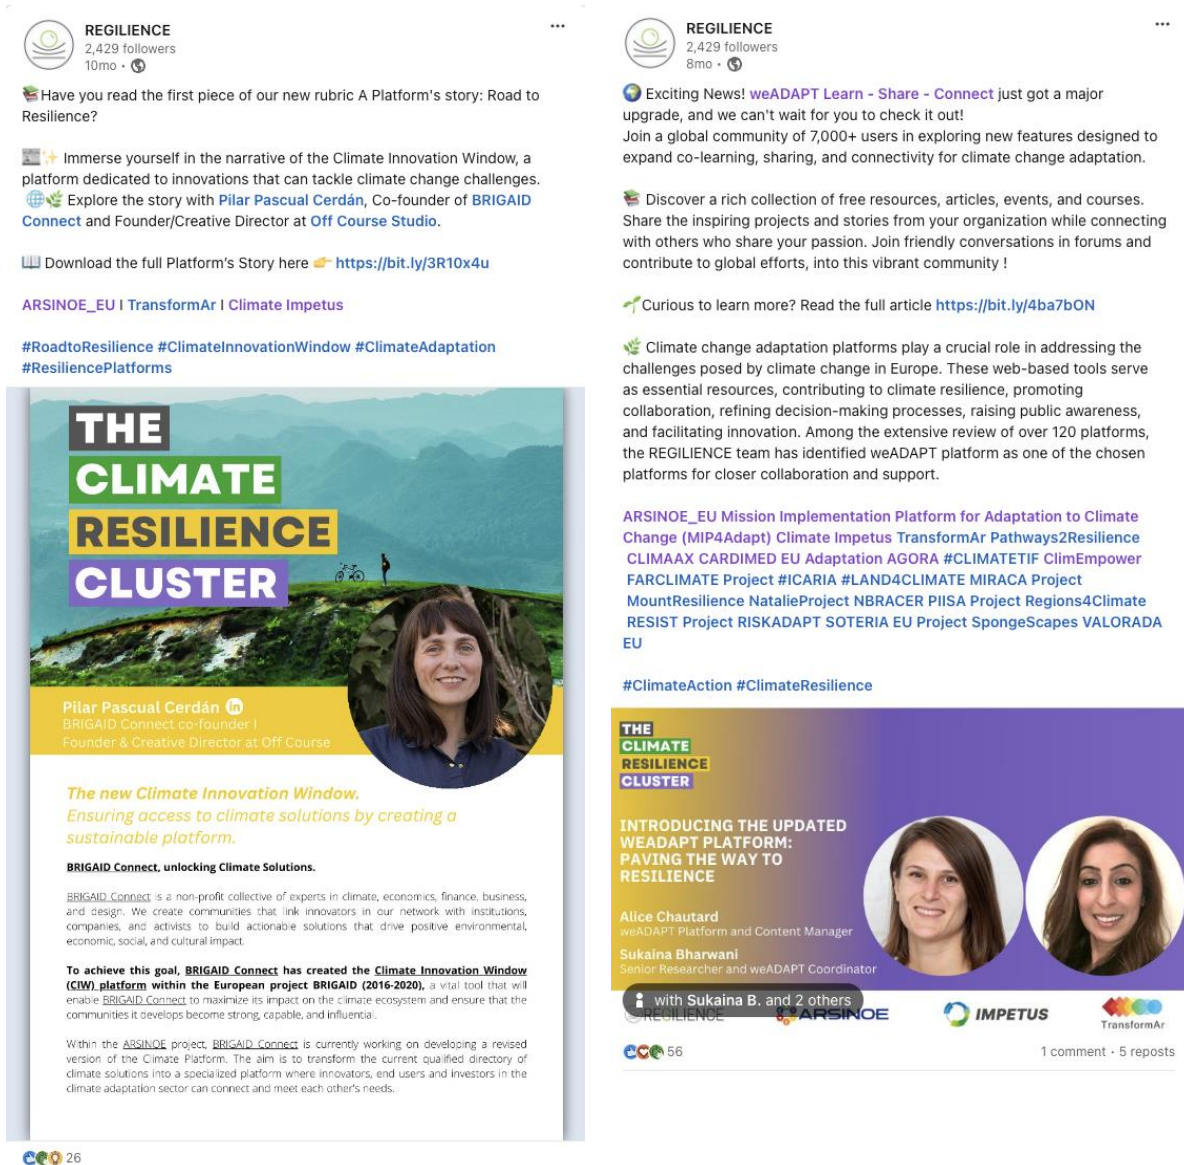 REGILIENCE
2,429 followers
10mo •
Have you read the first piece of our new rubric A Platform's story: Road to
Resilience?
Immerse yourself in the narrative of the Climate Innovation Window, a
platform dedicated to innovations that can tackle climate change challenges.
Explore the story with Pilar Pascual Cerdán, Co-founder of BRIGAID
Connect and Founder/Creative Director at Off Course Studio.
Download the full Platform's Story here https://bit.ly/3R10x4u
ARSINOE_EU I TransformAr I Climate Impetus
#RoadtoResilience #ClimateInnovationWindow #ClimateAdaptation
#ResiliencePlatforms
THE
CLIMATE
RESILIENCE
CLUSTER
Pilar Pascual Cerdán in
BRIGAID Connect co-founder I
Founder & Creative Director at Off Course
The new Climate Innovation Window.
Ensuring access to climate solutions by creating a
sustainable platform.
BRIGAID Connect, unlocking Climate Solutions.
BRIGAID Connect is a non-profit collective of experts in climate, economics, finance, business,
and design. We create communities that link innovators in our network with institutions,
companies, and activists to build actionable solutions that drive positive environmental,
economic, social, and cultural impact.
To achieve this goal, BRIGAID Connect has created the Climate Innovation Window
(CIW) platform within the European project BRIGAID (2016-2020), a vital tool that will
enable BRIGAID Connect to maximize its impact on the climate ecosystem and ensure that the
communities it develops become strong, capable, and influential.
Within the ARSINOE project, BRIGAID Connect is currently working on developing a revised
version of the Climate Platform. The aim is to transform the current qualified directory of
climate solutions into a specialized platform where innovators, end users and investors in the
climate adaptation sector can connect and meet each other's needs.
26
REGILIENCE
2,429 followers
8mo •
Exciting News! weADAPT Learn - Share - Connect just got a major
upgrade, and we can't wait for you to check it out!
Join a global community of 7,000+ users in exploring new features designed to
expand co-learning, sharing, and connectivity for climate change adaptation.
Discover a rich collection of free resources, articles, events, and courses.
Share the inspiring projects and stories from your organization while connecting
with others who share your passion. Join friendly conversations in forums and
contribute to global efforts, into this vibrant community !
Curious to learn more? Read the full article https://bit.ly/4ba7bON
Climate change adaptation platforms play a crucial role in addressing the
challenges posed by climate change in Europe. These web-based tools serve
as essential resources, contributing to climate resilience, promoting
collaboration, refining decision-making processes, raising public awareness,
and facilitating innovation. Among the extensive review of over 120 platforms,
the REGILIENCE team has identified weADAPT platform as one of the chosen
platforms for closer collaboration and support.
ARSINOE_EU Mission Implementation Platform for Adaptation to Climate
Change (MIP4Adapt) Climate Impetus TransformAr Pathways2Resilience
CLIMAAX CARDIMED EU Adaptation AGORA #CLIMATETIF ClimEmpower
FARCLIMATE Project #ICARIA #LAND4CLIMATE MIRACA Project
MountResilience NatalieProject NBRACER PIISA Project Regions4Climate
RESIST Project RISKADAPT SOTERIA EU Project SpongeScapes VALORADA
EU
#ClimateAction #ClimateResilience
THE
CLIMATE
RESILIENCE
CLUSTER
INTRODUCING THE UPDATED
WEADAPT PLATFORM:
PAVING THE WAY TO
RESILIENCE
Alice Chautard
weADAPT Platform and Content Manager
Sukaina Bharwani
Senior Researcher and weADAPT Coordinator
with Sukaina B. and 2 others
REGILIENCE ARSINOE IMPETUS TransformAr
56 1 comment • 5 reposts